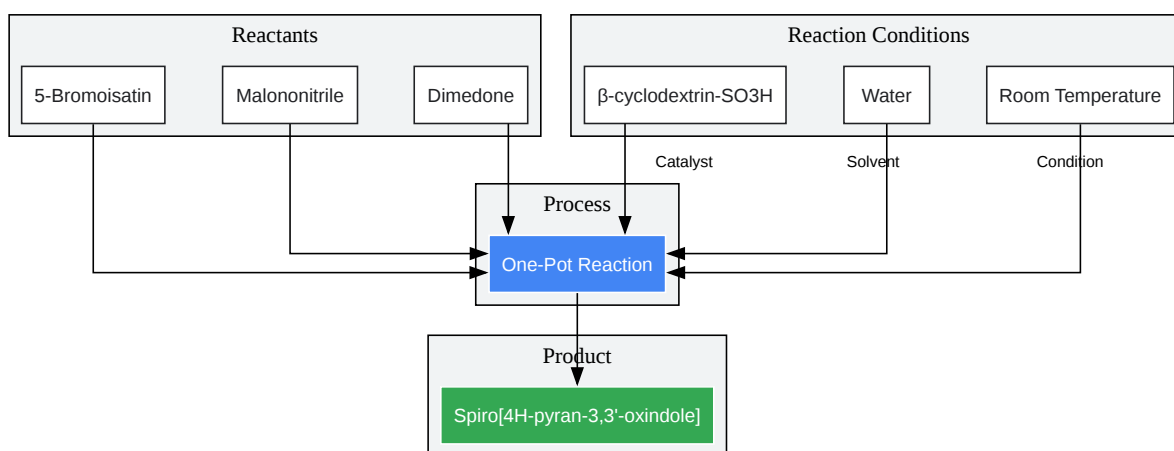 Reactants
Reaction Conditions
5-Bromoisatin
Malononitrile
Dimedone
β-cyclodextrin-SO3H
Water
Room Temperature
Catalyst
Solvent
Condition
Process
One-Pot Reaction
Product
Spiro[4H-pyran-3,3'-oxindole]